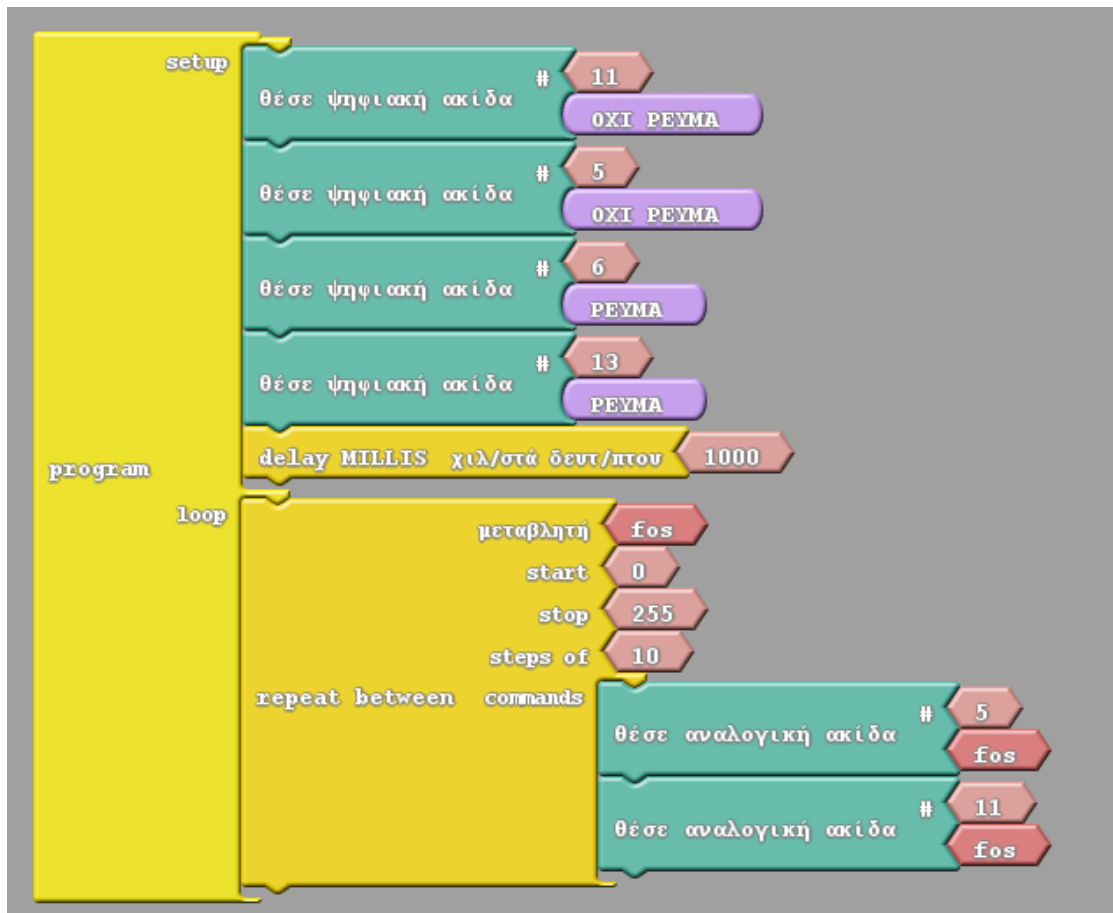 setup
θέσε ψηφιακή ακίδα # 11
ΟΧΙ ΡΕΥΜΑ
θέσε ψηφιακή ακίδα # 5
ΟΧΙ ΡΕΥΜΑ
θέσε ψηφιακή ακίδα # 6
ΡΕΥΜΑ
θέσε ψηφιακή ακίδα # 13
ΡΕΥΜΑ
delay MILLIS χιλ/στά δευτ/πτου 1000
program
loop
μεταβλητή fos
start 0
stop 255
steps of 10
repeat between commands
θέσε αναλογική ακίδα # 5
fos
θέσε αναλογική ακίδα # 11
fos